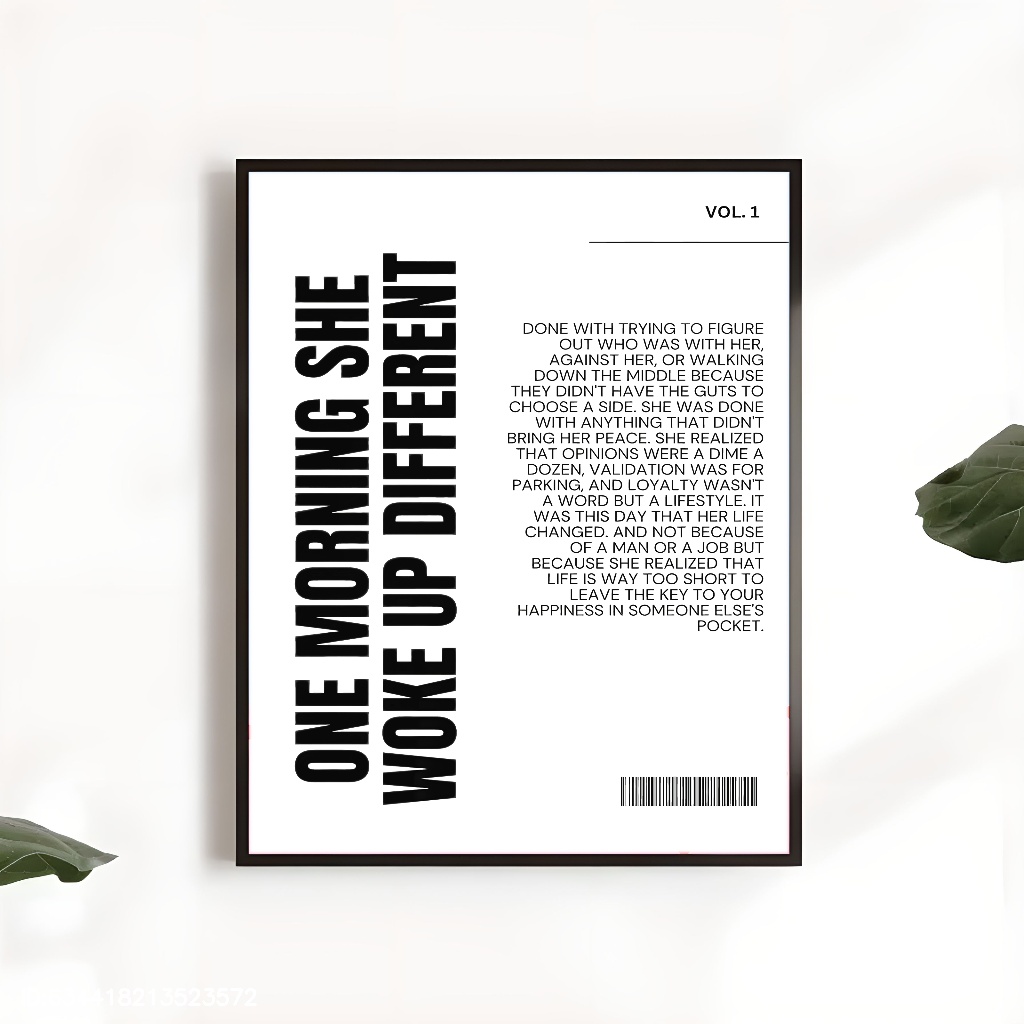 VOL. 1
ONE MORNING SHE
WOKE UP DIFFERENT
DONE WITH TRYING TO FIGURE
OUT WHO WAS WITH HER,
AGAINST HER, OR WALKING
DOWN THE MIDDLE BECAUSE
THEY DIDN'T HAVE THE GUTS TO
CHOOSE A SIDE. SHE WAS DONE
WITH ANYTHING THAT DIDN'T
BRING HER PEACE. SHE REALIZED
THAT OPINIONS WERE A DIME A
DOZEN, VALIDATION WAS FOR
PARKING, AND LOYALTY WASN'T
A WORD BUT A LIFESTYLE. IT
WAS THIS DAY THAT HER LIFE
CHANGED. AND NOT BECAUSE
OF A MAN OR A JOB BUT
BECAUSE SHE REALIZED THAT
LIFE IS WAY TOO SHORT TO
LEAVE THE KEY TO YOUR
HAPPINESS IN SOMEONE ELSE'S
POCKET.